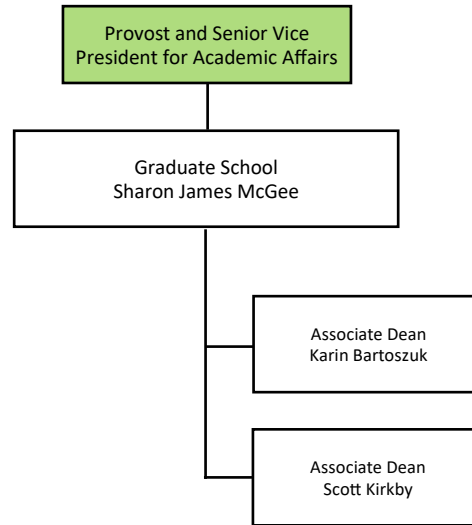 Provost and Senior Vice
President for Academic Affairs
Graduate School
Sharon James McGee
Associate Dean
Karin Bartoszuk
Associate Dean
Scott Kirkby